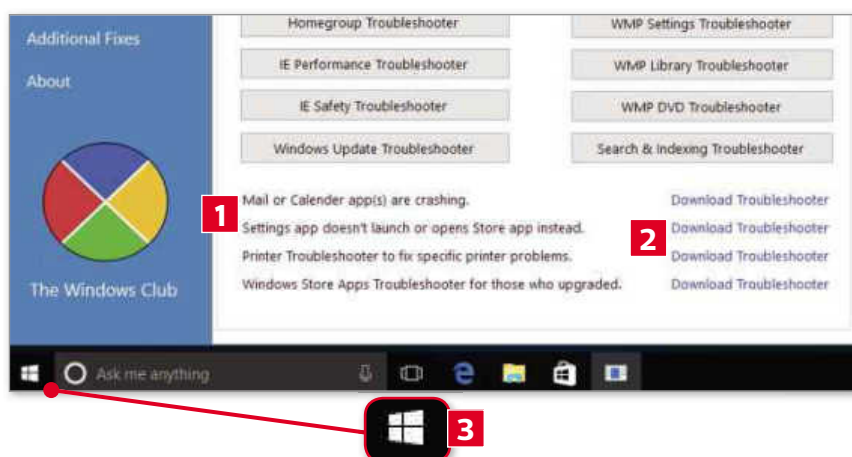 Additional Fixes
About
The Windows Club
Homegroup Troubleshooter
WMP Settings Troubleshooter
IE Performance Troubleshooter
WMP Library Troubleshooter
IE Safety Troubleshooter
WMP DVD Troubleshooter
Windows Update Troubleshooter
Search & Indexing Troubleshooter
1
Mail or Calender app(s) are crashing. Download Troubleshooter
Settings app doesn't launch or opens Store app instead. Download Troubleshooter
2
Printer Troubleshooter to fix specific printer problems. Download Troubleshooter
Windows Store Apps Troubleshooter for those who upgraded. Download Troubleshooter
Ask me anything
3